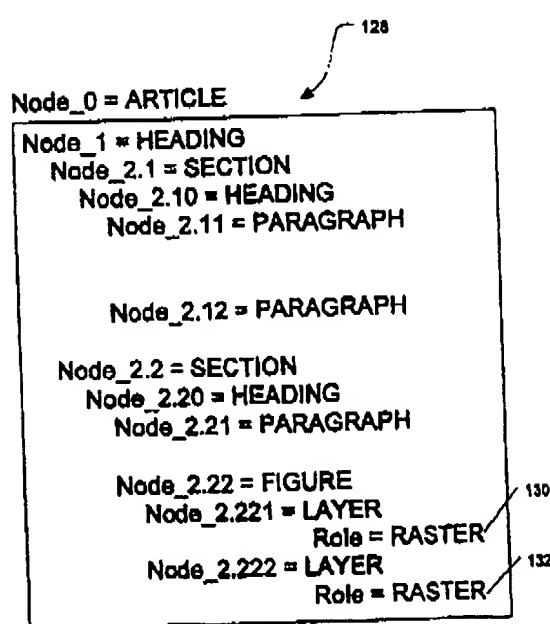 128
Node_0 = ARTICLE
Node_1 = HEADING
Node_2.1 = SECTION
Node_2.10 = HEADING
Node_2.11 = PARAGRAPH
Node_2.12 = PARAGRAPH
Node_2.2 = SECTION
Node_2.20 = HEADING
Node_2.21 = PARAGRAPH
Node_2.22 = FIGURE
Node_2.221 = LAYER
Role = RASTER 130
Node_2.222 = LAYER
Role = RASTER 132